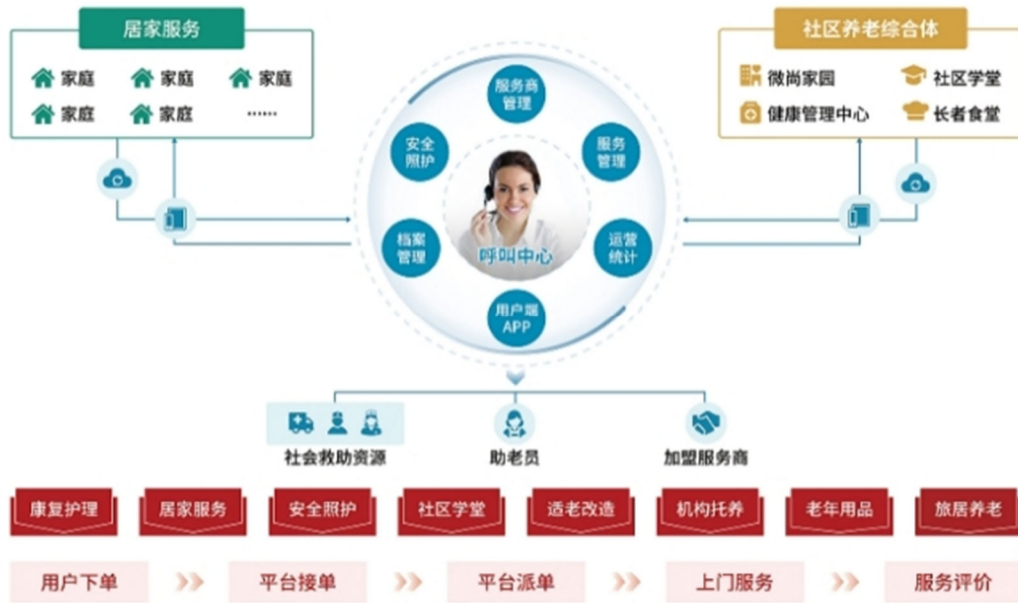 居家服务
家庭
家庭
家庭
家庭
家庭
……
社区养老综合体
微尚家园
社区学堂
健康管理中心
长者食堂
服务商
管理
安全
照护
服务
管理
档案
管理
运营
统计
呼叫中心
用户端
APP
社会救助资源
助老员
加盟服务商
康复护理
居家服务
安全照护
社区学堂
适老改造
机构托养
老年用品
旅居养老
用户下单
平台接单
平台派单
上门服务
服务评价